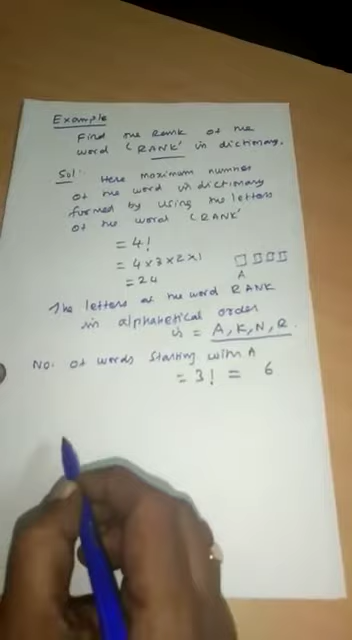 Example
Find the Rank of the
word 'RANK' in dictionary.
Sol: Here maximum number
of the word in dictionary
formed by using the letters
of the word 'RANK'
= 4!
= 4×3×2×1
= 24
A
The letters of the word RANK
in alphabetical order
is = A, K, N, R.
No. of words starting with A
= 3! = 6